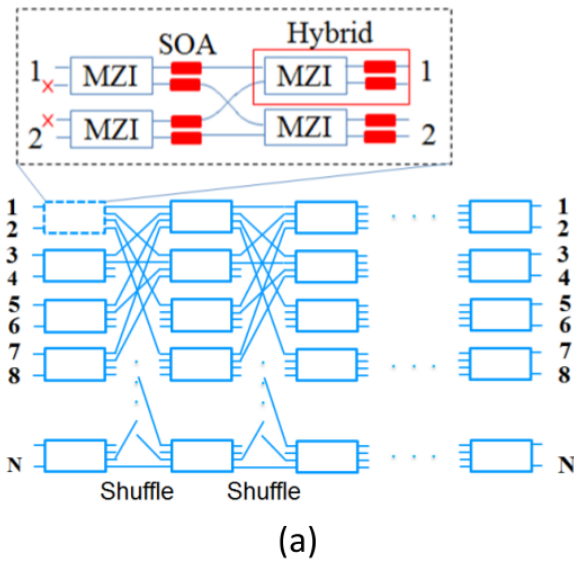 SOA Hybrid
1 MZI MZI 1
×
×
2 MZI MZI 2
1 1
2 2
3 3
4 4
5 5
6 6
7 7
8 8
N N
Shuffle Shuffle
(a)